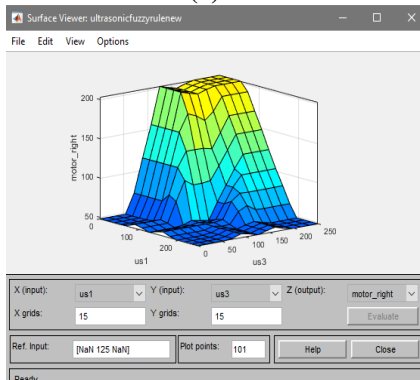 Surface Viewer: ultrasonicfuzzyrulenew
File Edit View Options
200
150
100
50
motor_right
0
100
200
us1
0
50
100
150
200
250
us3
X (input): us1 Y (input): us3 Z (output): motor_right
X grids: 15 Y grids: 15 Evaluate
Ref. Input: [NaN 125 NaN] Plot points: 101 Help Close
Ready